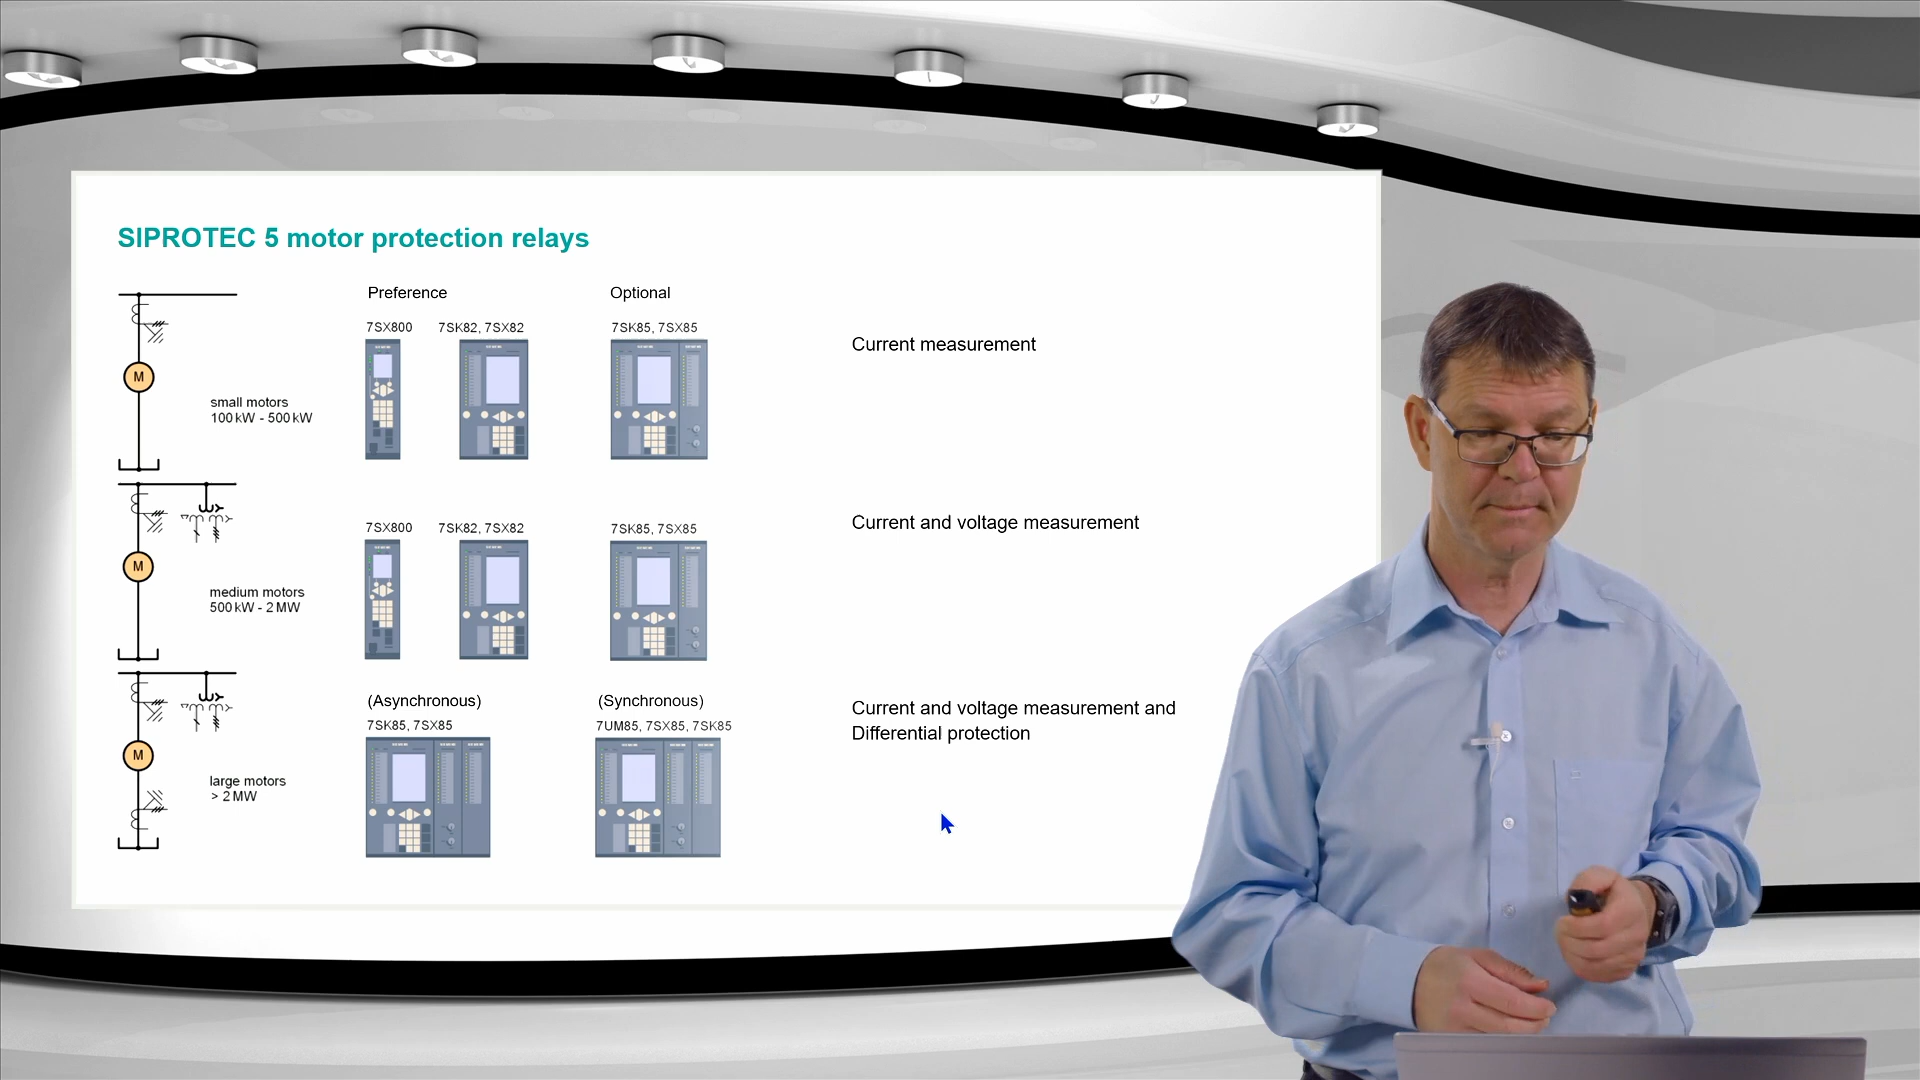 SIPROTEC 5 motor protection relays
Preference
Optional
7SX800
7SK82, 7SX82
7SK85, 7SX85
Current measurement
M
small motors
100 kW - 500 kW
7SX800
7SK82, 7SX82
7SK85, 7SX85
Current and voltage measurement
M
medium motors
500 kW - 2 MW
(Asynchronous)
(Synchronous)
7SK85, 7SX85
7UM85, 7SX85, 7SK85
Current and voltage measurement and
Differential protection
M
large motors
> 2 MW